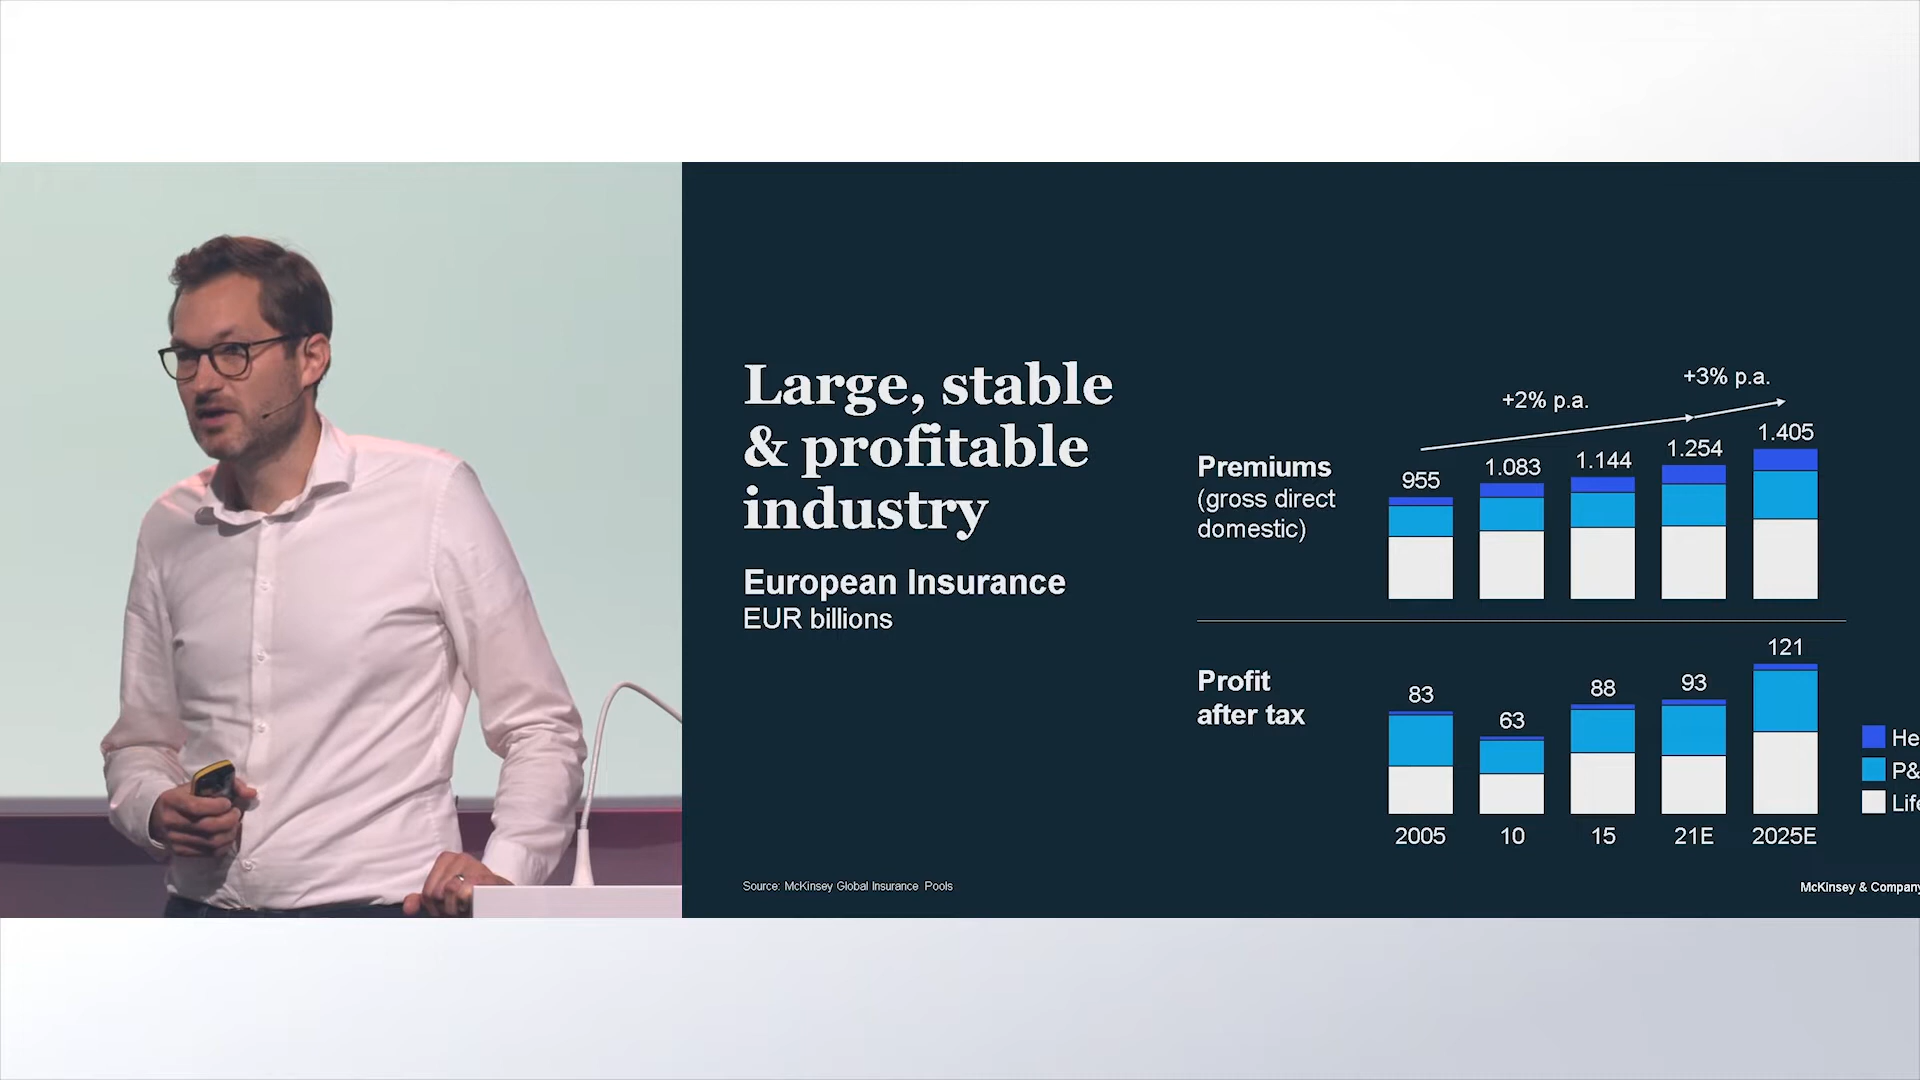 Large, stable
& profitable
industry
European Insurance
EUR billions
+3% p.a.
+2% p.a.
Premiums
(gross direct
domestic)
955
1.083
1.144
1.254
1.405
Profit
after tax
83
63
88
93
121
2005
10
15
21E
2025E
Source: McKinsey Global Insurance Pools
McKinsey & Company